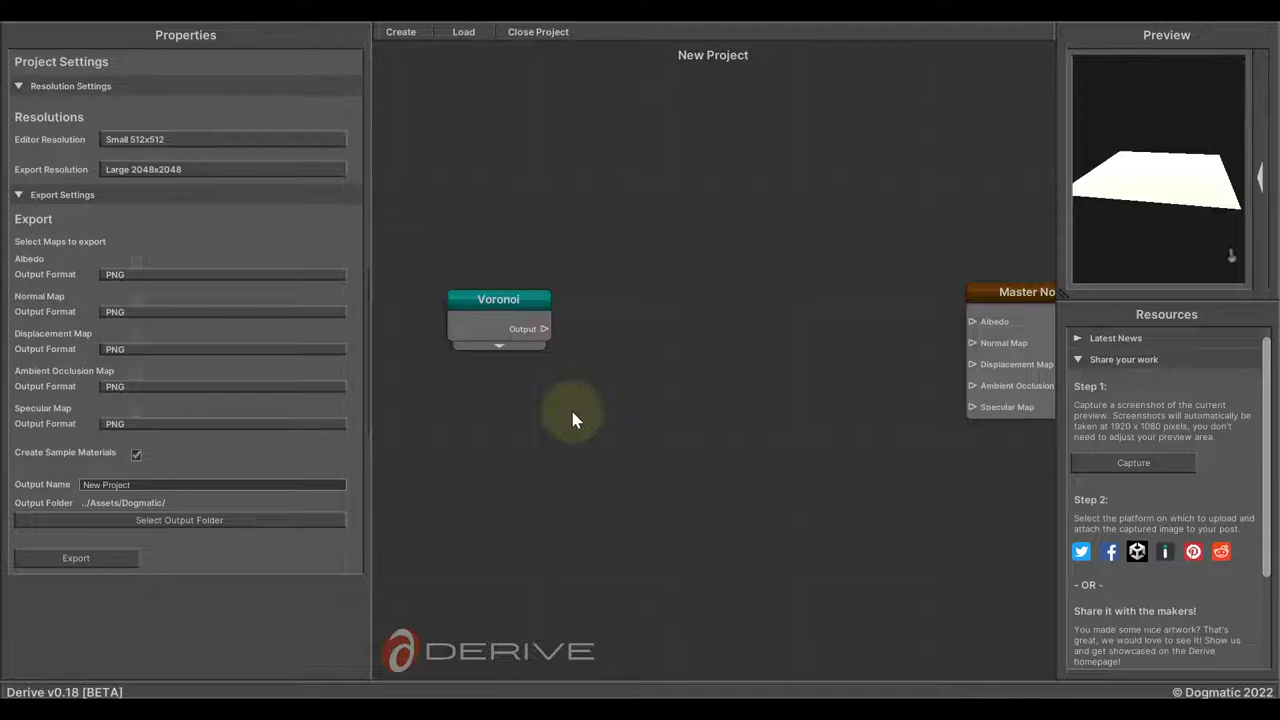 Properties
Project Settings
Resolution Settings
Resolutions
Editor Resolution Small 512x512
Export Resolution Large 2048x2048
Export Settings
Export
Select Maps to export
Albedo
Output Format PNG
Normal Map
Output Format PNG
Displacement Map
Output Format PNG
Ambient Occlusion Map
Output Format PNG
Specular Map
Output Format PNG
Create Sample Materials
Output Name New Project
Output Folder ../Assets/Dogmatic/
Select Output Folder
Export
Create Load Close Project
New Project
Voronoi
Output
Master No
Albedo
Normal Map
Displacement Map
Ambient Occlusion
Specular Map
DERIVE
Preview
Resources
Latest News
Share your work
Step 1:
Capture a screenshot of the current
preview. Screenshots will automatically be
taken at 1920 x 1080 pixels, you don't
need to adjust your preview area.
Capture
Step 2:
Select the platform on which to upload and
attach the captured image to your post.
- OR -
Share it with the makers!
You made some nice artwork? That's
great, we would love to see it! Show us
and get showcased on the Derive
homepage!
Derive v0.18 [BETA]
© Dogmatic 2022